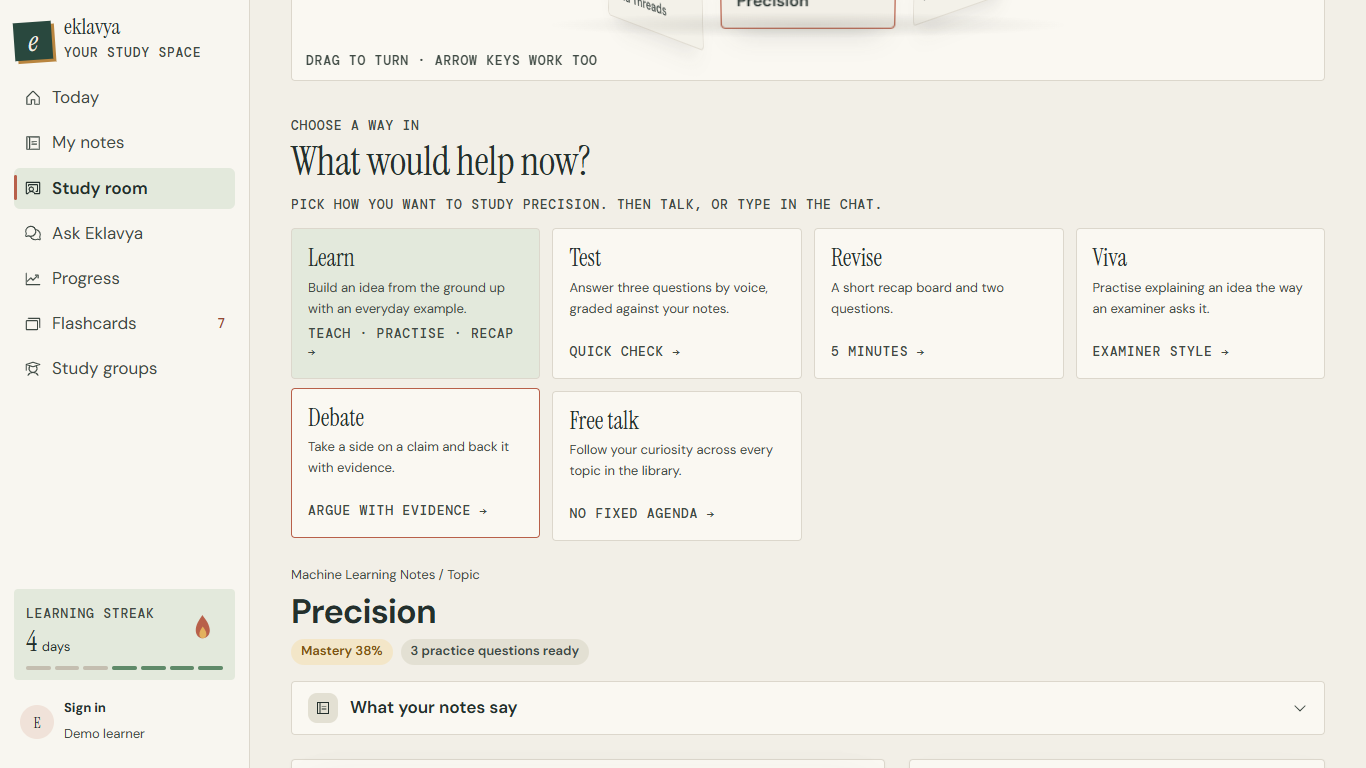 e
eklavya
YOUR STUDY SPACE
Today
My notes
Study room
Ask Eklavya
Progress
Flashcards
7
Study groups
LEARNING STREAK
4 days
E
Sign in
Demo learner
Threads
Precision
DRAG TO TURN · ARROW KEYS WORK TOO
CHOOSE A WAY IN
What would help now?
PICK HOW YOU WANT TO STUDY PRECISION. THEN TALK, OR TYPE IN THE CHAT.
Learn
Build an idea from the ground up
with an everyday example.
TEACH · PRACTISE · RECAP
→
Test
Answer three questions by voice,
graded against your notes.
QUICK CHECK →
Revise
A short recap board and two
questions.
5 MINUTES →
Viva
Practise explaining an idea the way
an examiner asks it.
EXAMINER STYLE →
Debate
Take a side on a claim and back it
with evidence.
ARGUE WITH EVIDENCE →
Free talk
Follow your curiosity across every
topic in the library.
NO FIXED AGENDA →
Machine Learning Notes / Topic
Precision
Mastery 38%
3 practice questions ready
What your notes say